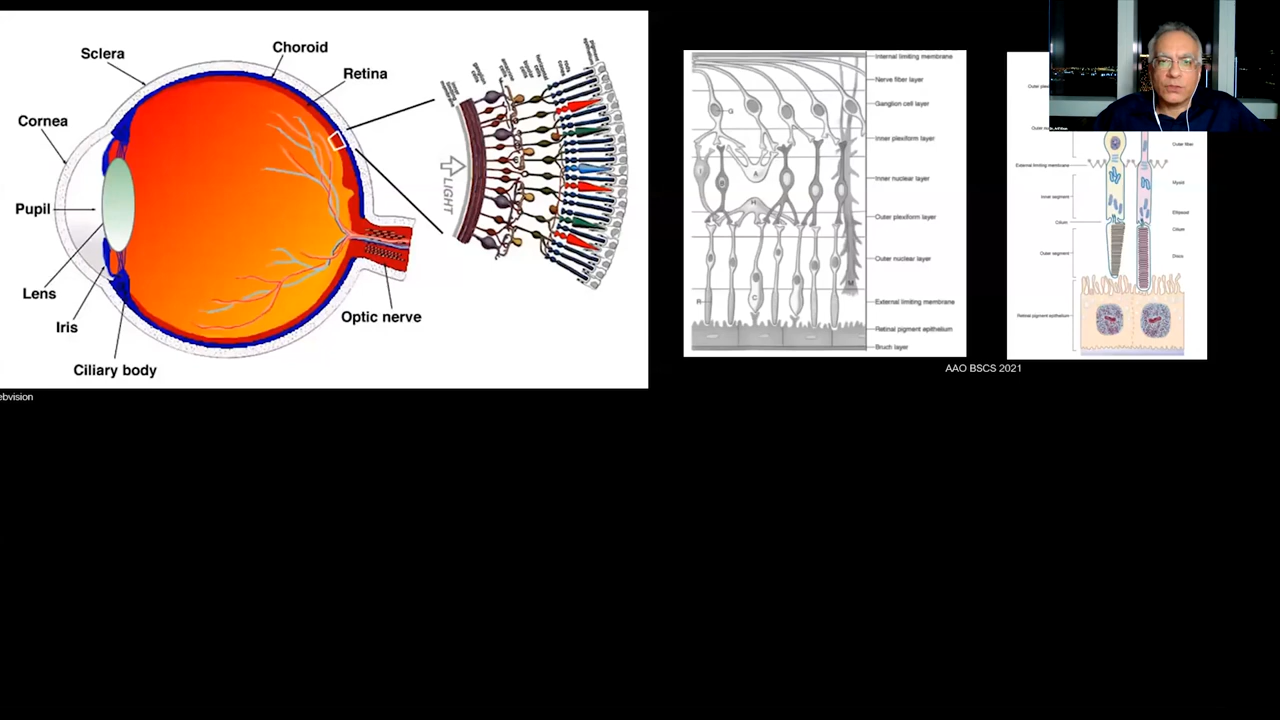 Sclera
Choroid
Retina
Cornea
Pupil
Lens
Iris
Ciliary body
Optic nerve
LIGHT
ebvision
Internal limiting membrane
Nerve fiber layer
Ganglion cell layer
Inner plexiform layer
Inner nuclear layer
Outer plexiform layer
Outer nuclear layer
External limiting membrane
Retinal pigment epithelium
Bruch layer
G
A
H
B
R
C
M
AAO BSCS 2021
Outer fiber
External limiting membrane
Myoid
Inner segment
Ellipsoid
Cilium
Cilium
Outer segment
Discs
Retinal pigment epithelium